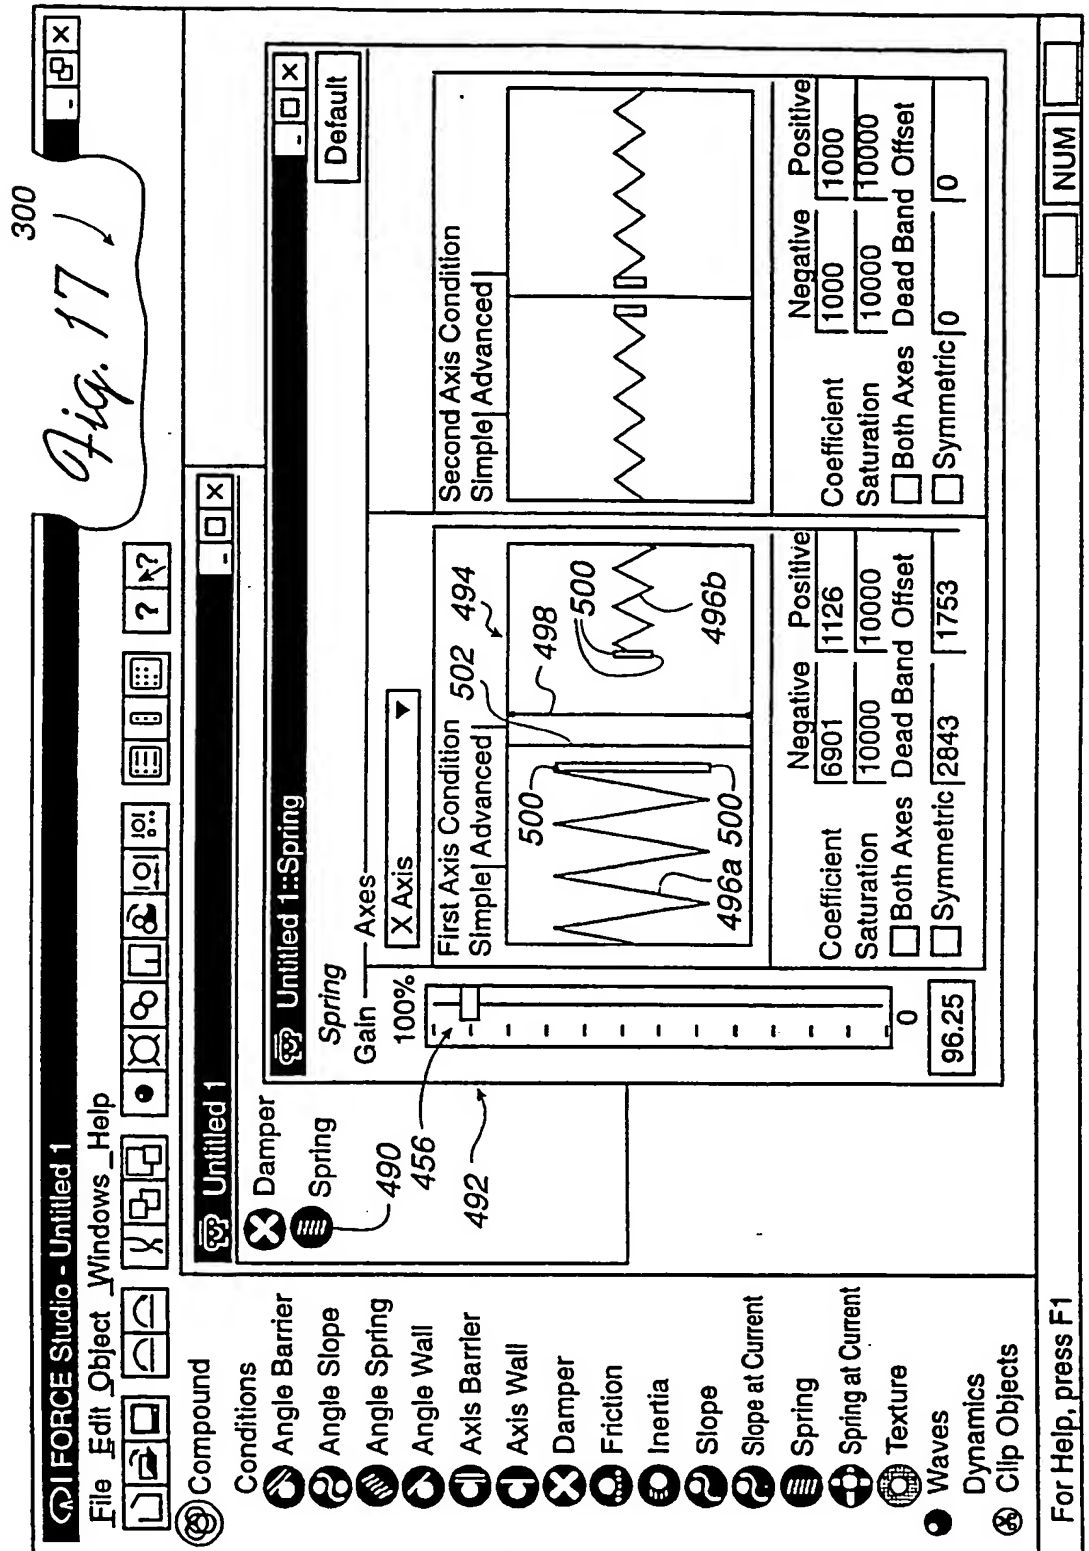 Fig. 17
300
I FORCE Studio - Untitled 1
File Edit Object Windows Help
? ?
Compound
Conditions
Angle Barrier
Angle Slope
Angle Spring
Angle Wall
Axis Barrier
Axis Wall
Damper
Friction
Inertia
Slope
Slope at Current
Spring
Spring at Current
Texture
Waves
Dynamics
Clip Objects
Untitled 1
Damper
Spring
490
456
492
Untitled 1::Spring
Spring
Default
Gain
Axes
100%
0
96.25
X Axis
First Axis Condition
Simple Advanced
502
494
498
500
500
500
496a
496b
Negative Positive
Coefficient 6901 1126
Saturation 10000 10000
Both Axes Dead Band Offset
Symmetric 2843 1753
Second Axis Condition
Simple Advanced
Negative Positive
Coefficient 1000 1000
Saturation 10000 10000
Both Axes Dead Band Offset
Symmetric 0 0
For Help, press F1
NUM